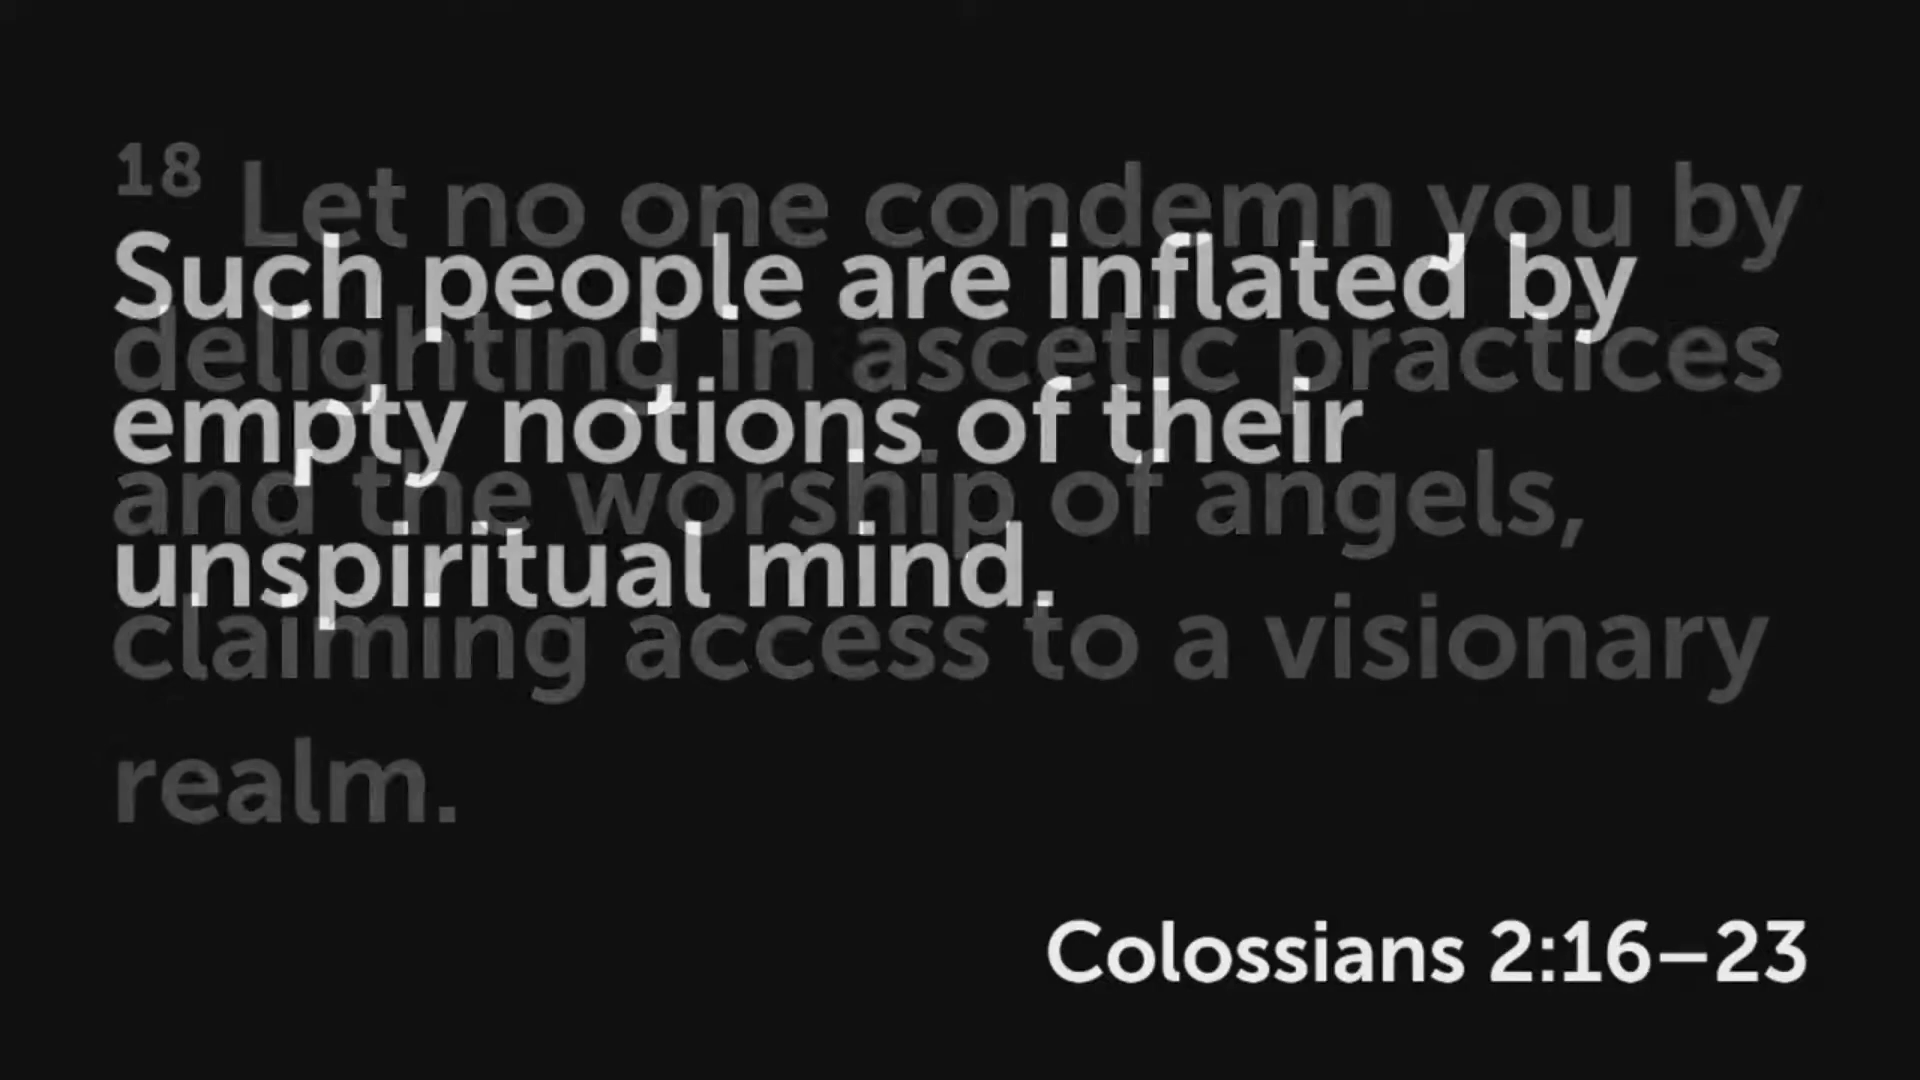 18 Let no one condemn you by
delighting in ascetic practices
and the worship of angels,
claiming access to a visionary
realm.
Such people are inflated by
empty notions of their
unspiritual mind.
Colossians 2:16–23